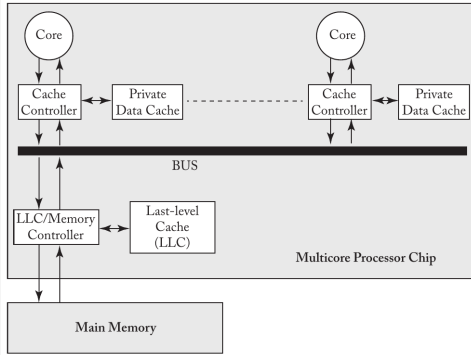 Core
Core
Cache
Controller
Private
Data Cache
Cache
Controller
Private
Data Cache
BUS
LLC/Memory
Controller
Last-level
Cache
(LLC)
Multicore Processor Chip
Main Memory